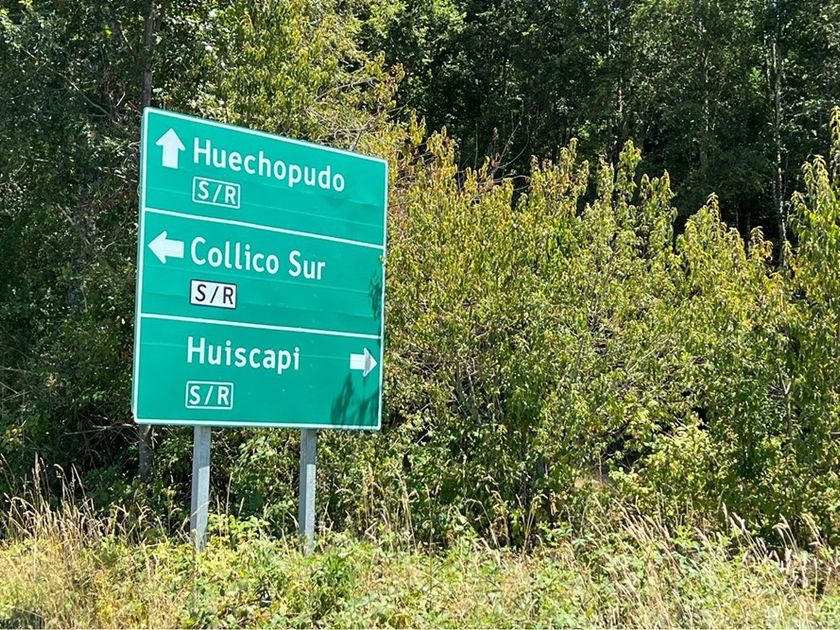 Huechopudo
S/R
Collico Sur
S/R
Huiscapi
S/R